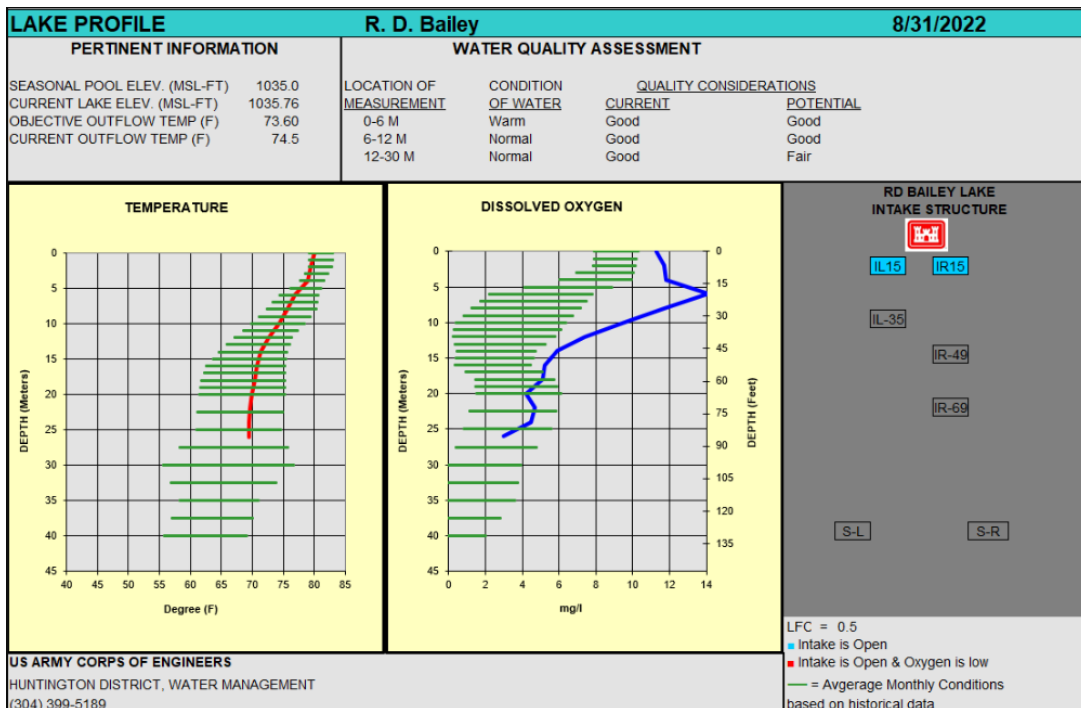 LAKE PROFILE R. D. Bailey 8/31/2022
PERTINENT INFORMATION
SEASONAL POOL ELEV. (MSL-FT) 1035.0
CURRENT LAKE ELEV. (MSL-FT) 1035.76
OBJECTIVE OUTFLOW TEMP (F) 73.60
CURRENT OUTFLOW TEMP (F) 74.5
WATER QUALITY ASSESSMENT
LOCATION OF CONDITION QUALITY CONSIDERATIONS
MEASUREMENT OF WATER CURRENT POTENTIAL
0-6 M Warm Good Good
6-12 M Normal Good Good
12-30 M Normal Good Fair
TEMPERATURE
DEPTH (Meters)
0
5
10
15
20
25
30
35
40
45
40 45 50 55 60 65 70 75 80 85
Degree (F)
DISSOLVED OXYGEN
DEPTH (Meters)
0
5
10
15
20
25
30
35
40
45
0 2 4 6 8 10 12 14
mg/l
0
15
30
45
60
75
90
105
120
135
DEPTH (Feet)
RD BAILEY LAKE
INTAKE STRUCTURE
IL15 IR15
IL-35
IR-49
IR-69
S-L S-R
LFC = 0.5
Intake is Open
Intake is Open & Oxygen is low
= Avgerage Monthly Conditions
based on historical data
US ARMY CORPS OF ENGINEERS
HUNTINGTON DISTRICT, WATER MANAGEMENT
(304) 399-5189